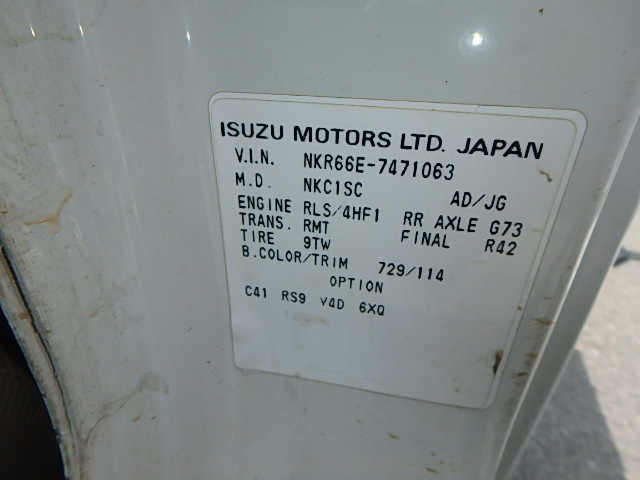 ISUZU MOTORS LTD. JAPAN
V.I.N. NKR66E-7471063
M.D. NKC1SC AD/JG
ENGINE RLS/4HF1 RR AXLE G73
TRANS. RMT FINAL R42
TIRE 9TW
B.COLOR/TRIM 729/114
OPTION
C41 RS9 V4D 6XQ